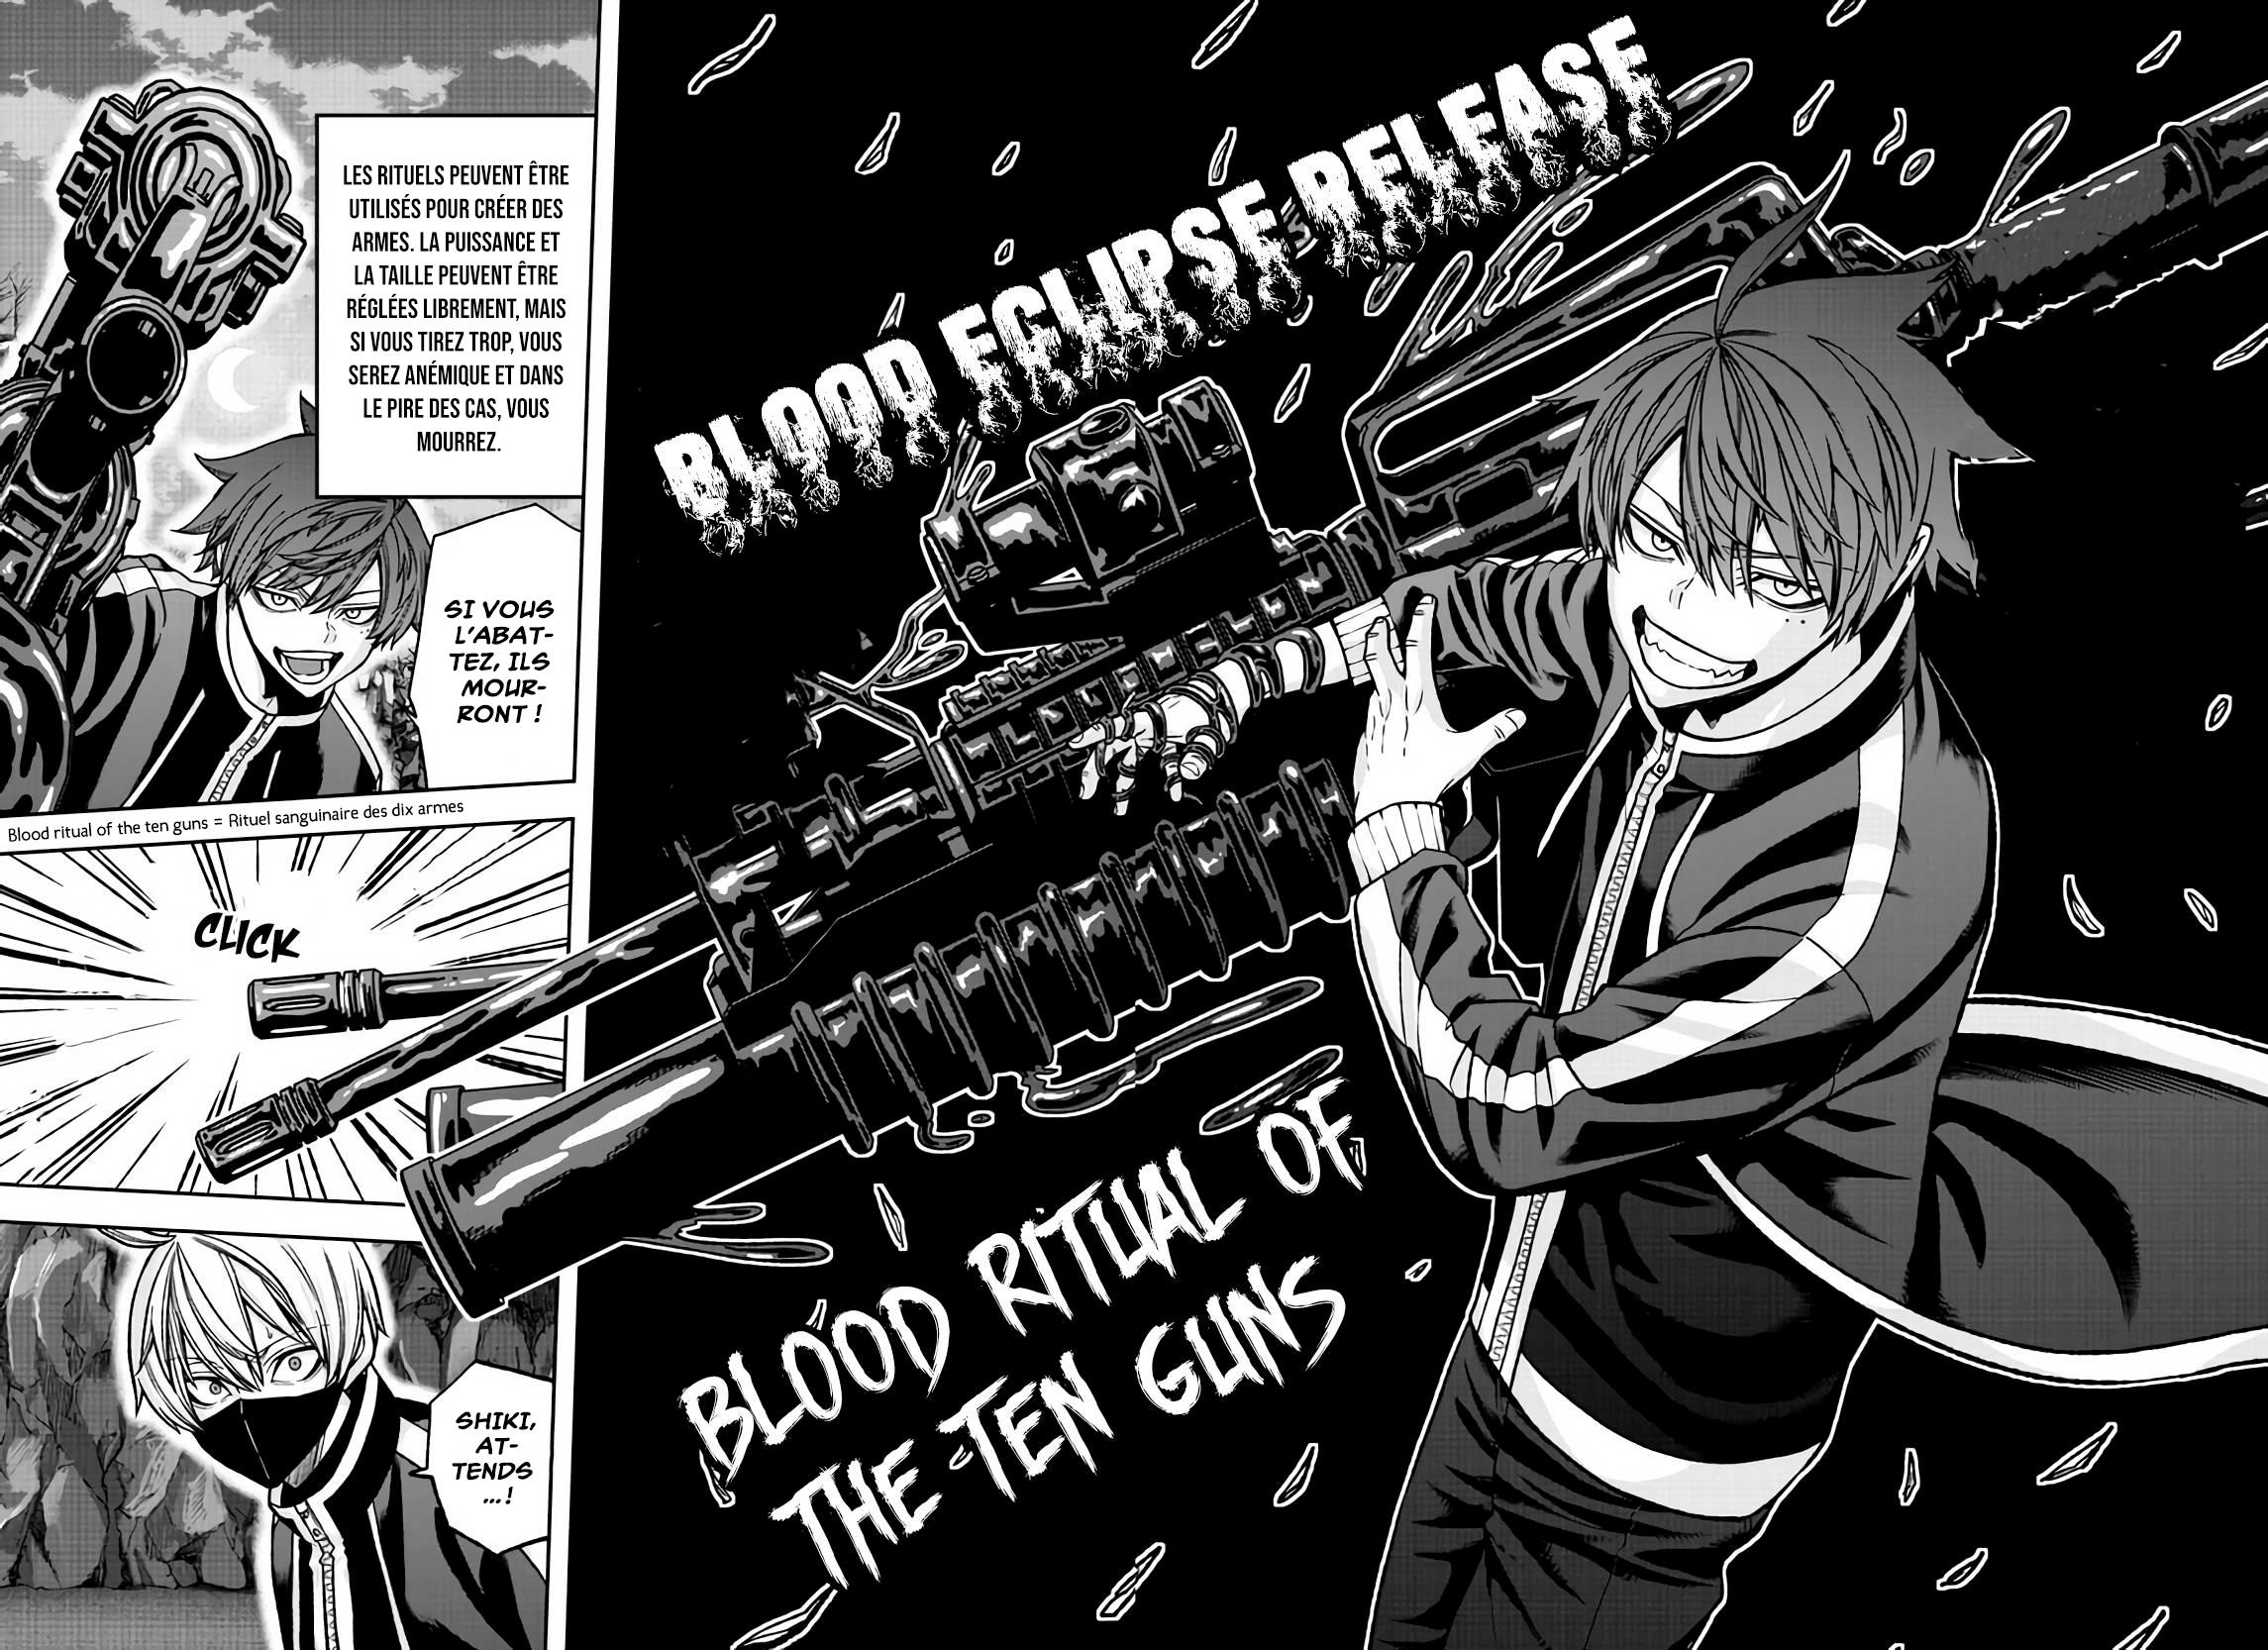 BLOOD ECLIPSE RELEASE
BLOOD RITUAL OF
THE TEN GUNS
LES RITUELS PEUVENT ÊTRE
UTILISÉS POUR CRÉER DES
ARMES. LA PUISSANCE ET
LA TAILLE PEUVENT ÊTRE
RÉGLÉES LIBREMENT, MAIS
SI VOUS TIREZ TROP, VOUS
SEREZ ANÉMIQUE ET DANS
LE PIRE DES CAS, VOUS
MOURREZ.
SI VOUS
L'ABAT-
TEZ, ILS
MOUR-
RONT !
Blood ritual of the ten guns = Rituel sanguinaire des dix armes
CLICK
SHIKI,
AT-
TENDS
...!